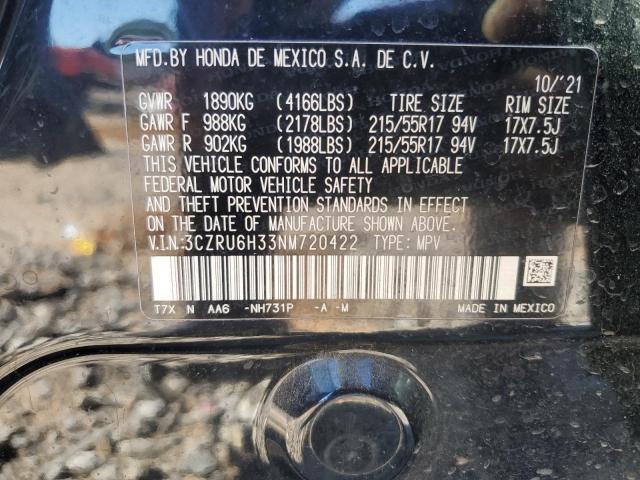 MFD.BY HONDA DE MEXICO S.A. DE C.V.
10/'21
GVWR 1890KG (4166LBS) TIRE SIZE RIM SIZE
GAWR F 988KG (2178LBS) 215/55R17 94V 17X7.5J
GAWR R 902KG (1988LBS) 215/55R17 94V 17X7.5J
THIS VEHICLE CONFORMS TO ALL APPLICABLE
FEDERAL MOTOR VEHICLE SAFETY
AND THEFT PREVENTION STANDARDS IN EFFECT
ON THE DATE OF MANUFACTURE SHOWN ABOVE.
V.I.N.:3CZRU6H33NM720422 TYPE: MPV
T7X N AA6 -NH731P -A -M MADE IN MEXICO